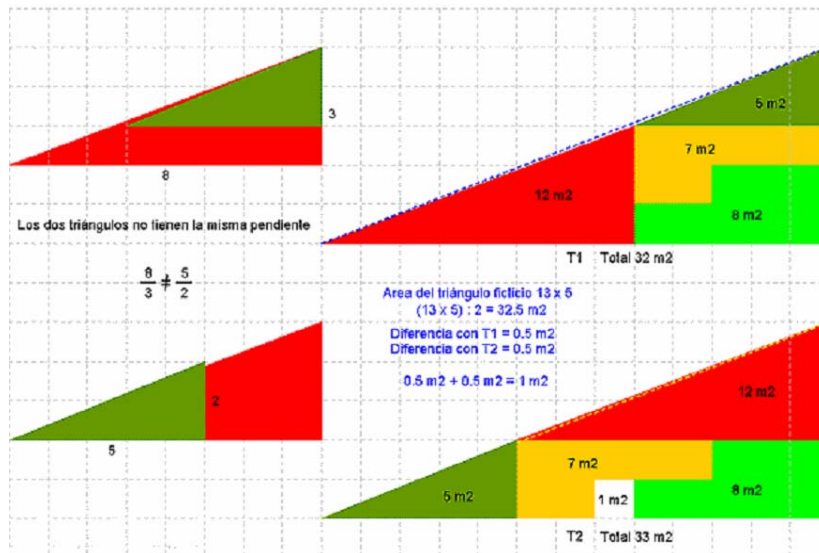 3
8
5 m2
7 m2
12 m2
8 m2
T1 Total 32 m2
Los dos triángulos no tienen la misma pendiente
8/3 ≠ 5/2
Area del triángulo ficticio 13 x 5
(13 x 5) : 2 = 32.5 m2
Diferencia con T1 = 0.5 m2
Diferencia con T2 = 0.5 m2
0.5 m2 + 0.5 m2 = 1 m2
2
5
12 m2
7 m2
5 m2
1 m2
8 m2
T2 Total 33 m2